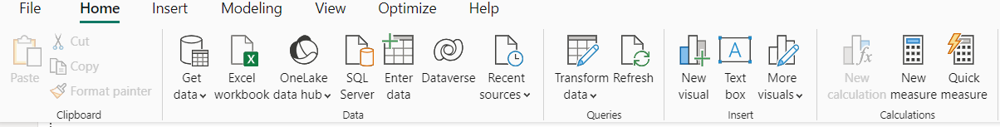 File Home Insert Modeling View Optimize Help
Paste
Cut
Copy
Format painter
Clipboard
Get
data
Excel
workbook
OneLake
data hub
SQL
Server
Enter
data
Dataverse
Recent
sources
Data
Transform
data
Refresh
Queries
New
visual
A
Text
box
More
visuals
Insert
fx
New
calculation
New
measure
Quick
measure
Calculations